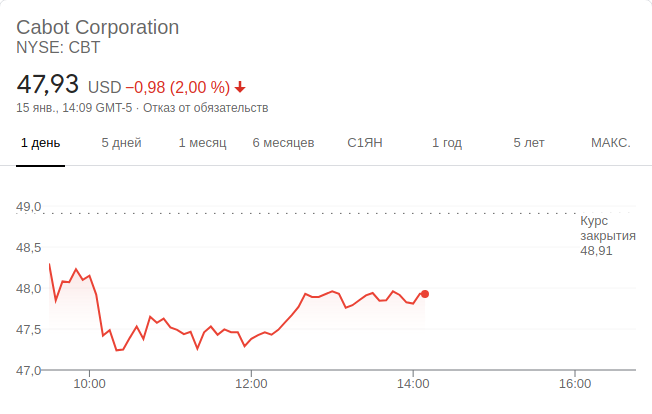 Cabot Corporation
NYSE: CBT
47,93 USD −0,98 (2,00 %)
15 янв., 14:09 GMT-5 · Отказ от обязательств
1 день 5 дней 1 месяц 6 месяцев С1ЯН 1 год 5 лет МАКС.
49,0
Курс
закрытия
48,5 48,91
48,0
47,5
47,0
10:00 12:00 14:00 16:00